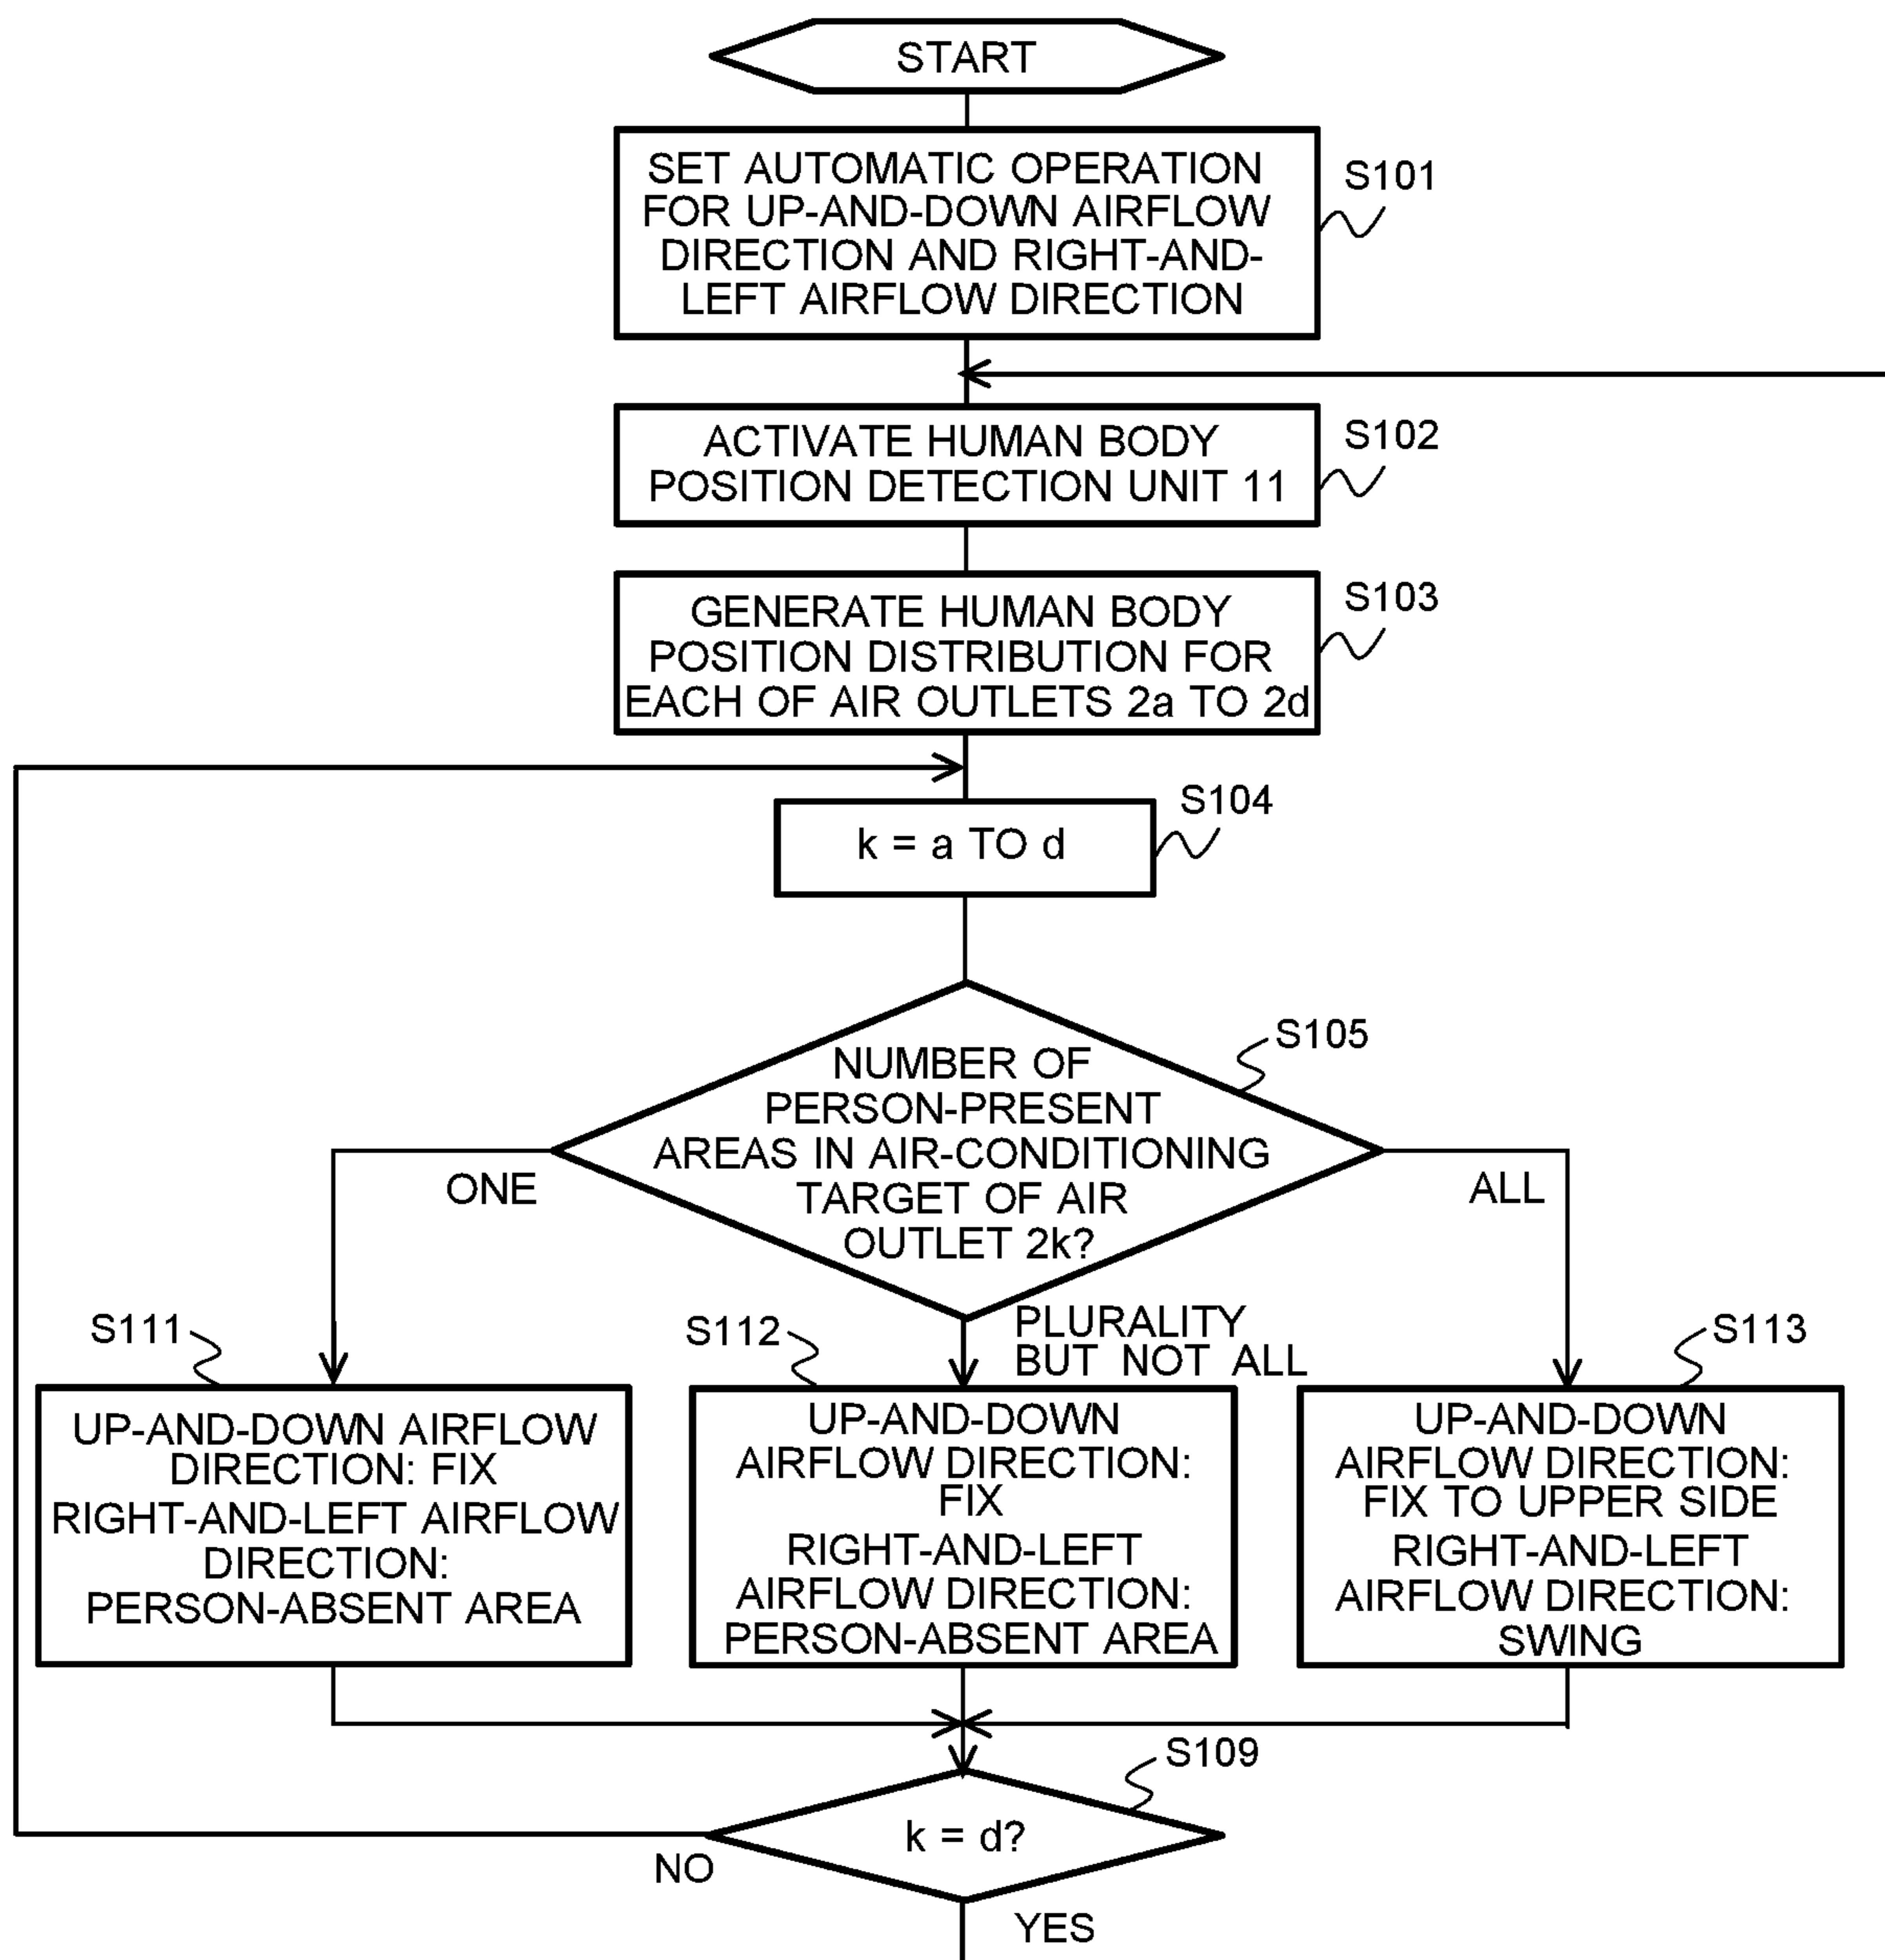 START
SET AUTOMATIC OPERATION
FOR UP-AND-DOWN AIRFLOW
DIRECTION AND RIGHT-AND-
LEFT AIRFLOW DIRECTION
S101
ACTIVATE HUMAN BODY
POSITION DETECTION UNIT 11
S102
GENERATE HUMAN BODY
POSITION DISTRIBUTION FOR
EACH OF AIR OUTLETS 2a TO 2d
S103
k = a TO d
S104
NUMBER OF
PERSON-PRESENT
AREAS IN AIR-CONDITIONING
TARGET OF AIR
OUTLET 2k?
S105
ONE
PLURALITY
BUT NOT ALL
ALL
S111
UP-AND-DOWN AIRFLOW
DIRECTION: FIX
RIGHT-AND-LEFT AIRFLOW
DIRECTION:
PERSON-ABSENT AREA
S112
UP-AND-DOWN
AIRFLOW DIRECTION:
FIX
RIGHT-AND-LEFT
AIRFLOW DIRECTION:
PERSON-ABSENT AREA
S113
UP-AND-DOWN
AIRFLOW DIRECTION:
FIX TO UPPER SIDE
RIGHT-AND-LEFT
AIRFLOW DIRECTION:
SWING
S109
k = d?
NO
YES